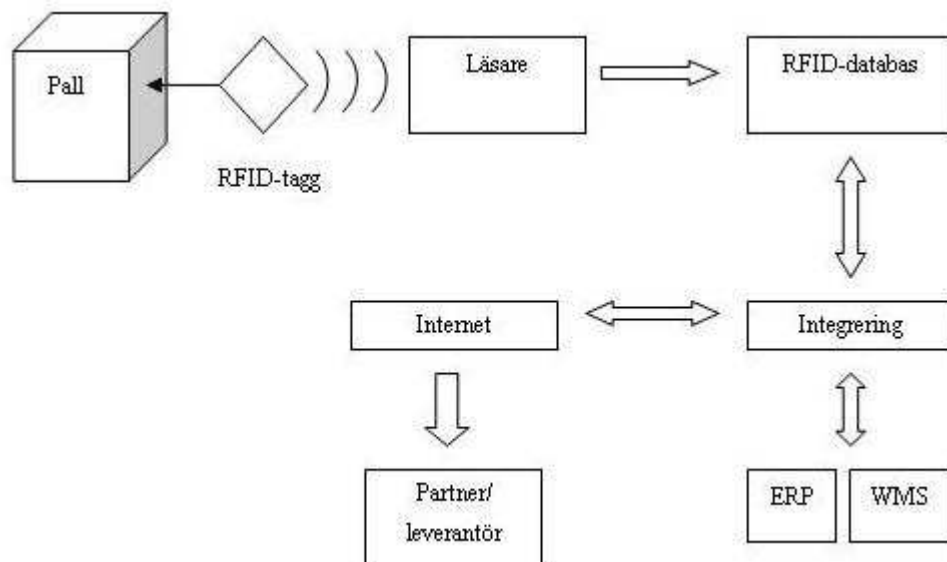 Pall
RFID-tagg
Läsare
RFID-databas
Internet
Integrering
Partner/
leverantör
ERP
WMS